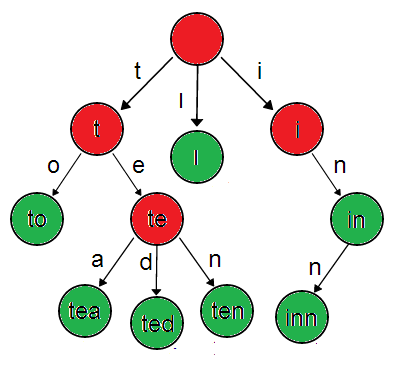 t l i
t l i
o e n
to te in
a d n n
tea ted ten inn